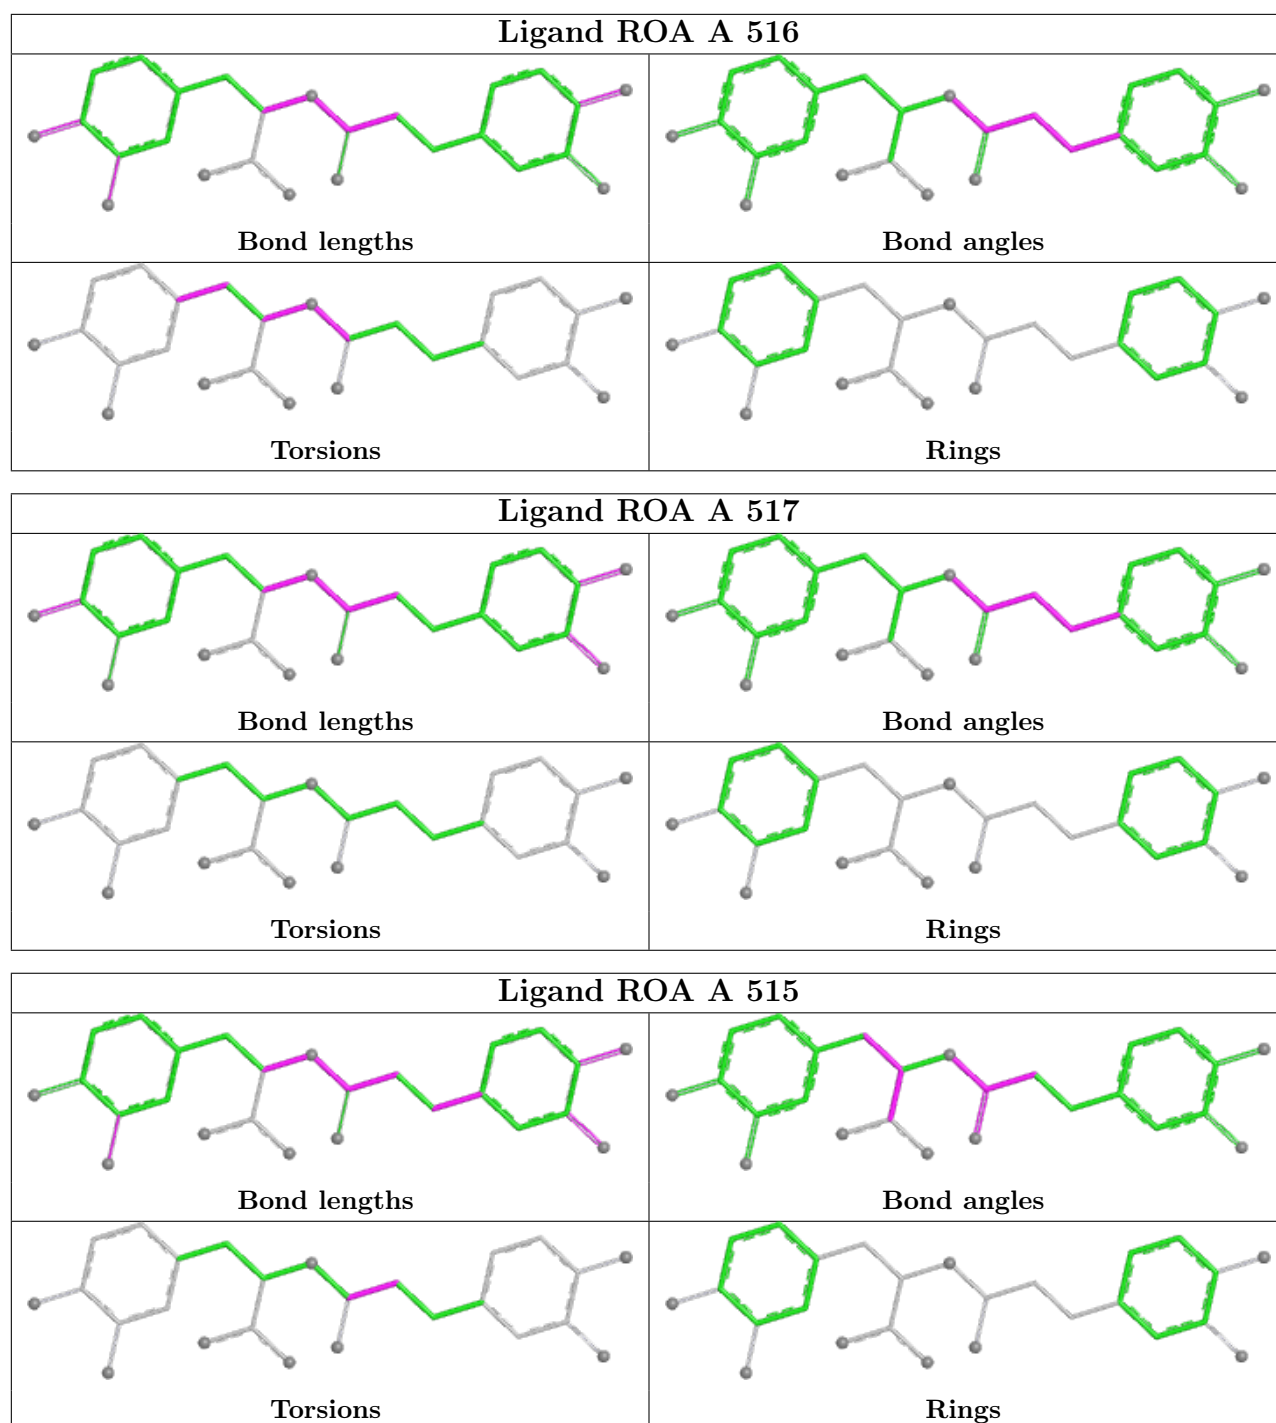 Ligand ROA A 516
Bond lengths
Bond angles
Torsions
Rings
Ligand ROA A 517
Bond lengths
Bond angles
Torsions
Rings
Ligand ROA A 515
Bond lengths
Bond angles
Torsions
Rings